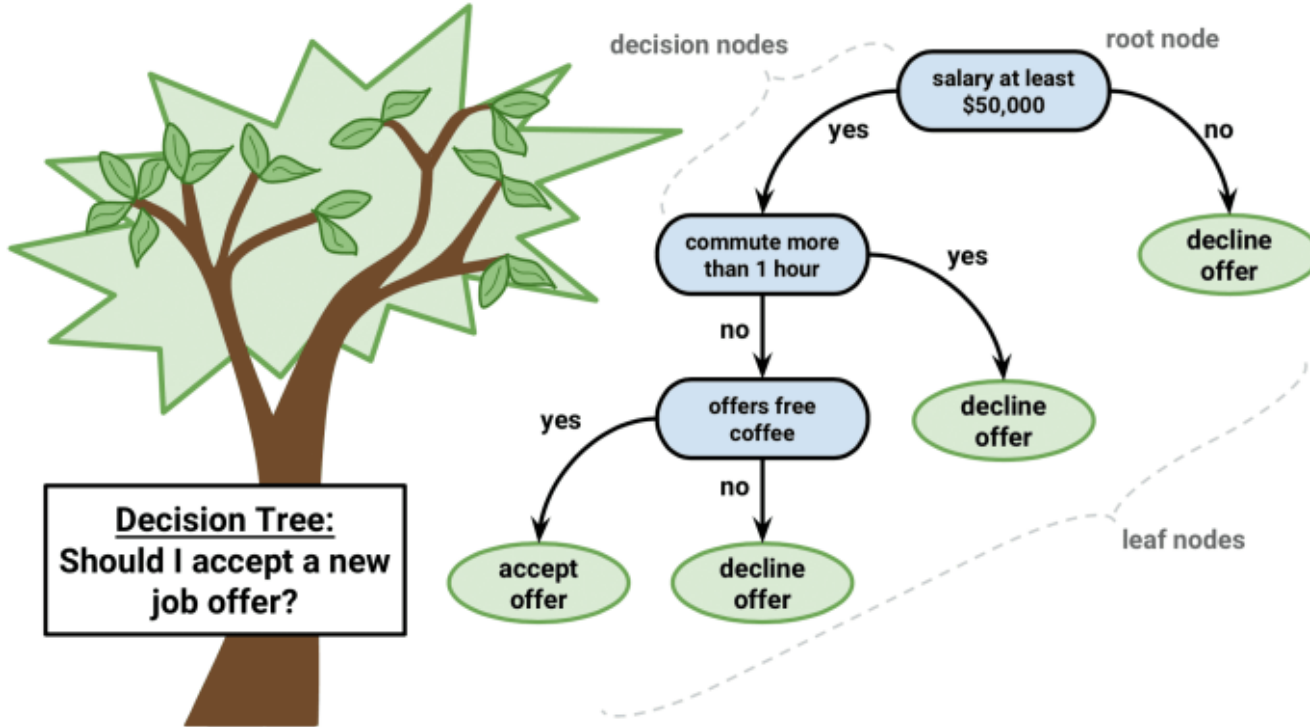 decision nodes
root node
salary at least
$50,000
yes
no
commute more
than 1 hour
decline
offer
yes
no
offers free
coffee
decline
offer
yes
no
Decision Tree:
Should I accept a new
job offer?
accept
offer
decline
offer
leaf nodes